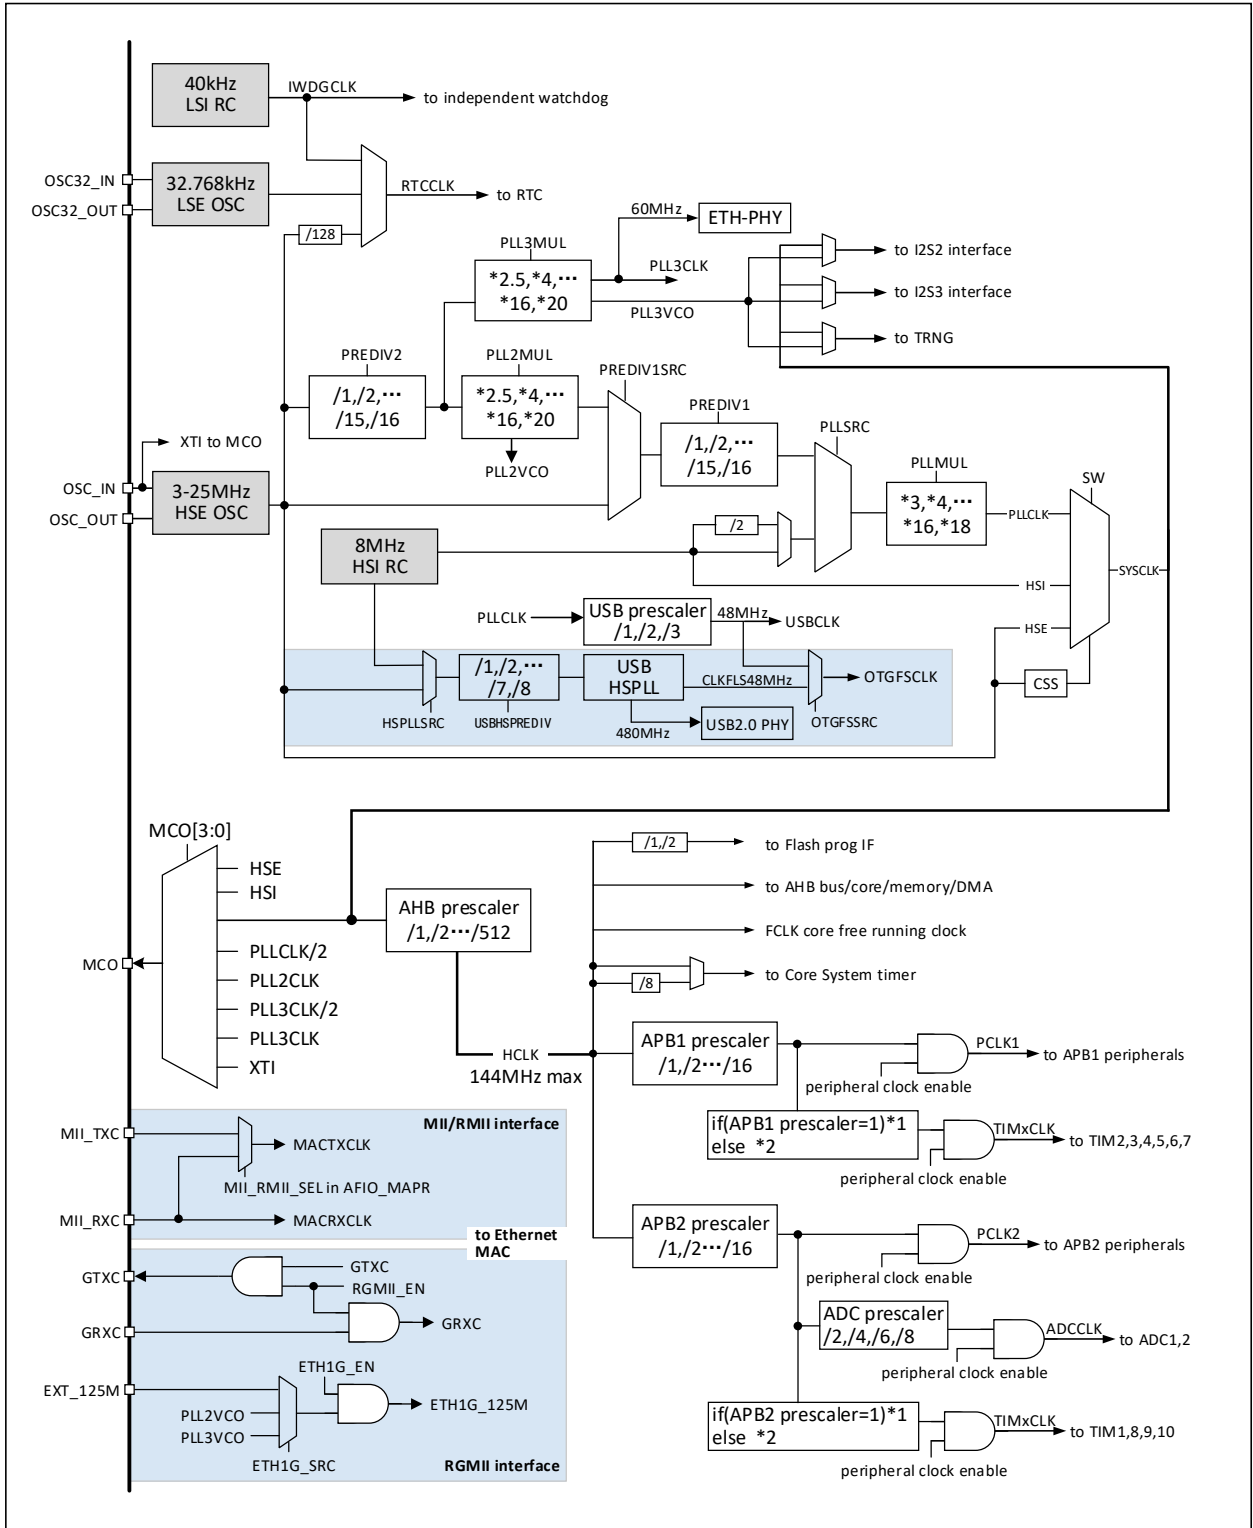 40kHz
LSI RC
IWDGCLK
to independent watchdog
OSC32_IN
OSC32_OUT
32.768kHz
LSE OSC
RTCCLK
to RTC
/128
60MHz
ETH-PHY
PLL3MUL
*2.5,*4,···
*16,*20
PLL3CLK
PLL3VCO
to I2S2 interface
to I2S3 interface
to TRNG
PREDIV2
/1,/2,···
/15,/16
PLL2MUL
*2.5,*4,···
*16,*20
PLL2VCO
PREDIV1SRC
PREDIV1
/1,/2,···
/15,/16
PLLSRC
PLLMUL
*3,*4,···
*16,*18
PLLCLK
SW
XTI to MCO
OSC_IN
OSC_OUT
3-25MHz
HSE OSC
8MHz
HSI RC
/2
HSI
SYSCLK
HSE
CSS
PLLCLK
USB prescaler
/1,/2,/3
48MHz
USBCLK
/1,/2,···
/7,/8
USB
HSPLL
CLKFLS48MHz
OTGFSCLK
HSPLLSRC
USBHSPREDIV
480MHz
USB2.0 PHY
OTGFSSRC
MCO[3:0]
HSE
HSI
PLLCLK/2
PLL2CLK
PLL3CLK/2
PLL3CLK
XTI
MCO
AHB prescaler
/1,/2···/512
HCLK
144MHz max
/1,/2
to Flash prog IF
to AHB bus/core/memory/DMA
FCLK core free running clock
/8
to Core System timer
APB1 prescaler
/1,/2···/16
PCLK1
to APB1 peripherals
peripheral clock enable
if(APB1 prescaler=1)*1
else *2
TIMxCLK
to TIM2,3,4,5,6,7
peripheral clock enable
APB2 prescaler
/1,/2···/16
PCLK2
to APB2 peripherals
peripheral clock enable
ADC prescaler
/2,/4,/6,/8
ADCCLK
to ADC1,2
peripheral clock enable
if(APB2 prescaler=1)*1
else *2
TIMxCLK
to TIM1,8,9,10
peripheral clock enable
MII/RMII interface
MII_TXC
MACTXCLK
MII_RMII_SEL in AFIO_MAPR
MII_RXC
MACRXCLK
to Ethernet
MAC
GTXC
GTXC
RGMII_EN
GRXC
GRXC
ETH1G_EN
EXT_125M
ETH1G_125M
PLL2VCO
PLL3VCO
ETH1G_SRC
RGMII interface